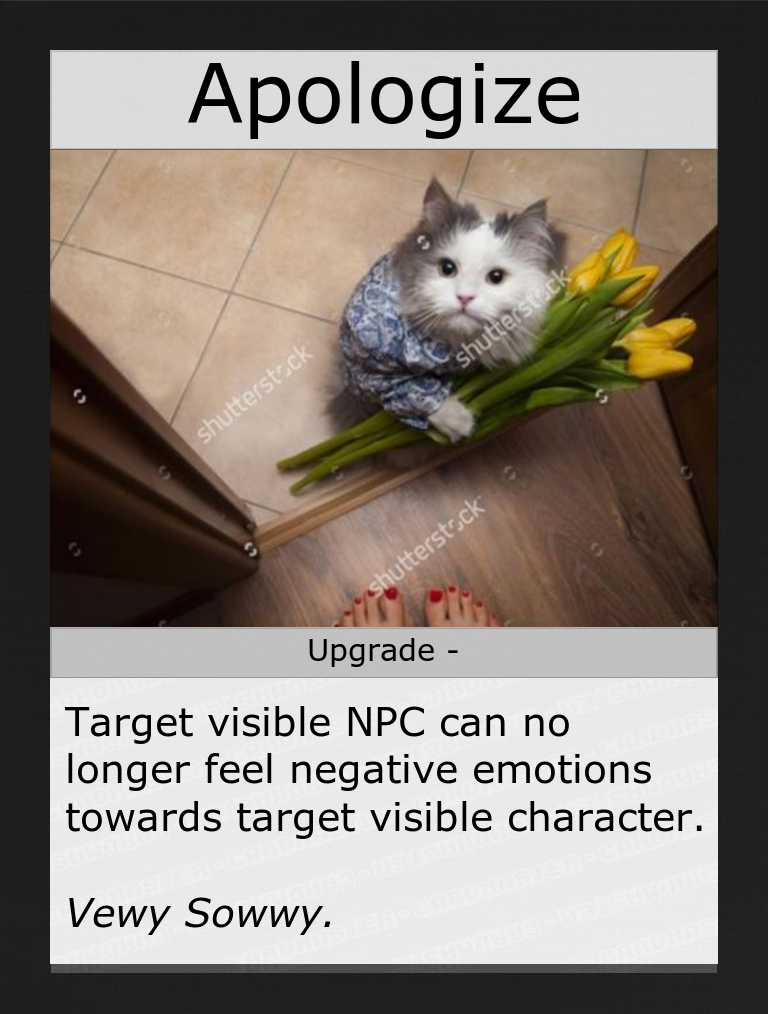 Apologize
shutterstock
shutterstock
shutterstock
Upgrade -
Target visible NPC can no
longer feel negative emotions
towards target visible character.
Vewy Sowwy.